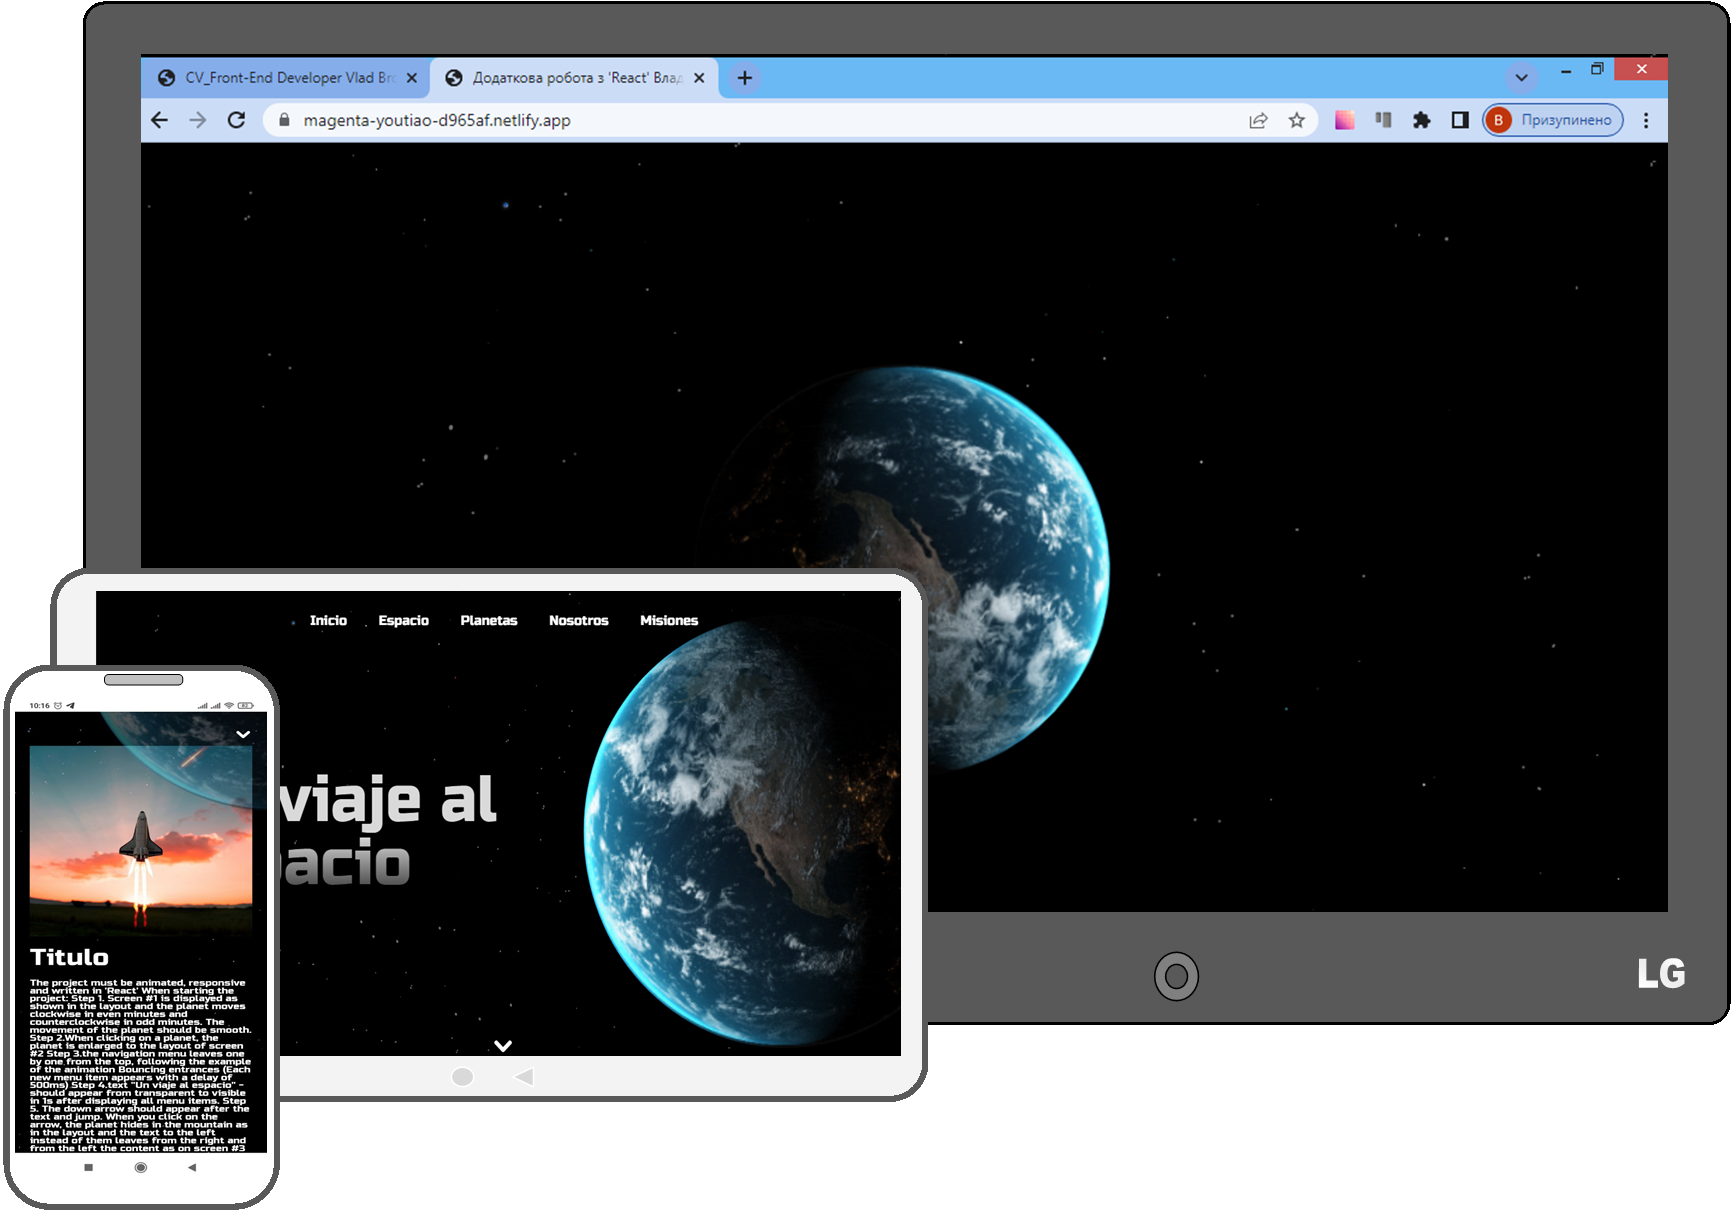 CV_Front-End Developer Vlad Br
Додаткова робота з 'React' Влад
magenta-youtiao-d965af.netlify.app
B Призупинено
Inicio Espacio Planetas Nosotros Misiones
viaje al
pacio
10:16
82
Titulo
The project must be animated, responsive
and written in 'React' When starting the
project: Step 1. Screen #1 is displayed as
shown in the layout and the planet moves
clockwise in even minutes and
counterclockwise in odd minutes. The
movement of the planet should be smooth.
Step 2.When clicking on a planet, the
planet is enlarged to the layout of screen
#2 Step 3.the navigation menu leaves one
by one from the top, following the example
of the animation Bouncing entrances (Each
new menu item appears with a delay of
500ms) Step 4.text "Un viaje al espacio" -
should appear from transparent to visible
in 1s after displaying all menu items. Step
5. The down arrow should appear after the
text and jump. When you click on the
arrow, the planet hides in the mountain as
in the layout and the text to the left
instead of them leaves from the right and
from the left the content as on screen #3
LG